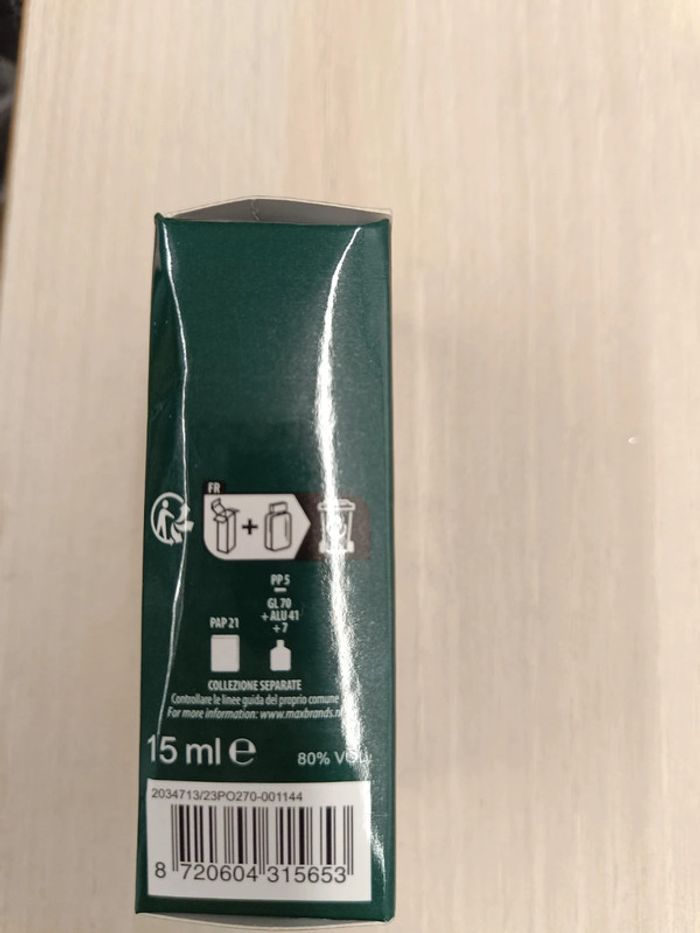 FR
+
PP 5
GL 70
+ ALU 41
+ 7
PAP 21
COLLEZIONE SEPARATE
Controllare le linee guida del proprio comune
For more information: www.maxbrands.n
15 ml ℮
80% VOL.
2034713/23PO270-001144
8 720604 315653